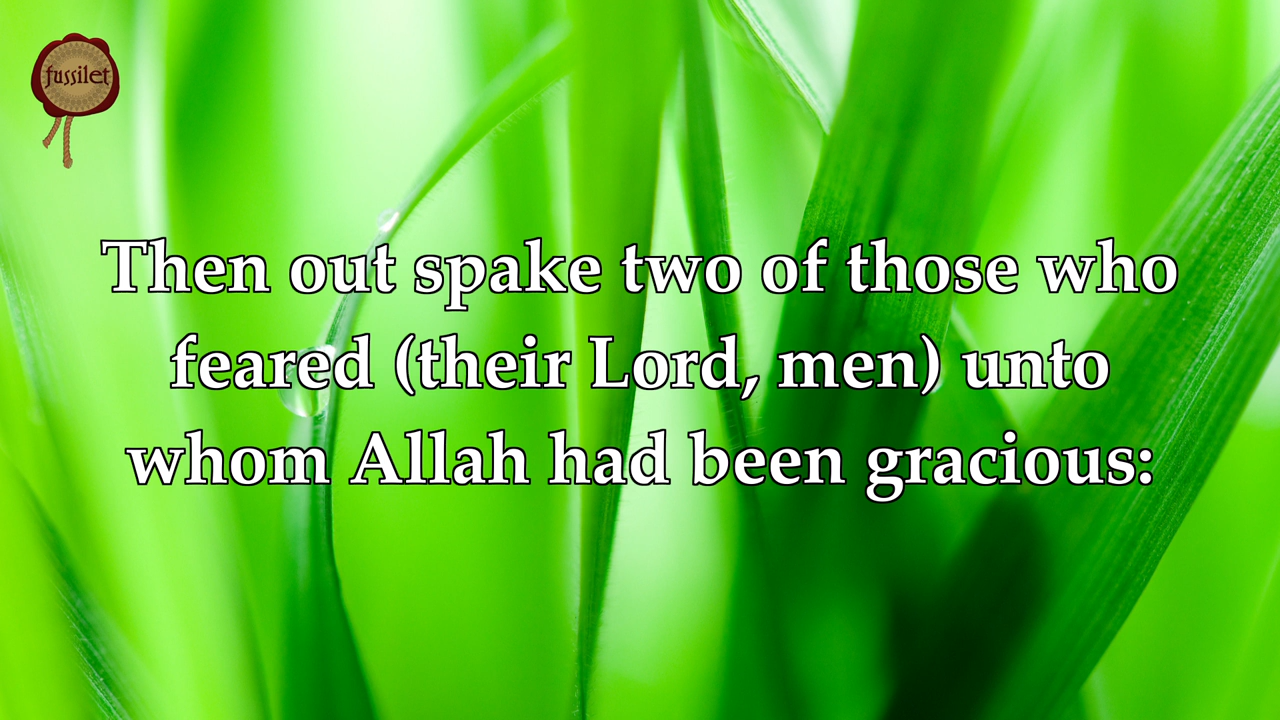 fussilet
Then out spake two of those who
feared (their Lord, men) unto
whom Allah had been gracious: